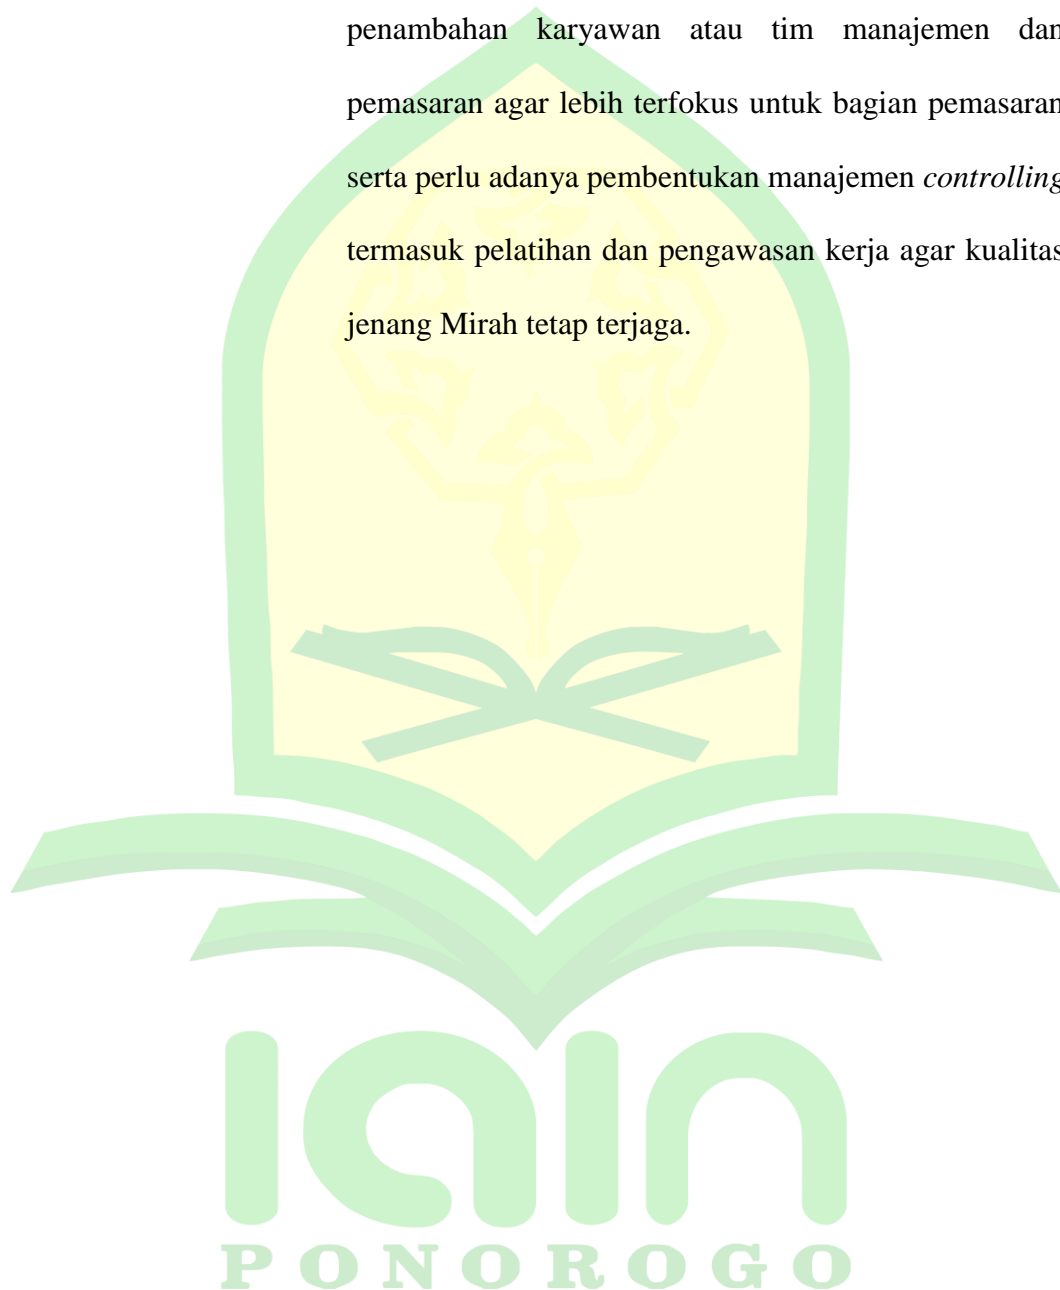 penambahan karyawan atau tim manajemen dan
pemasaran agar lebih terfokus untuk bagian pemasaran
serta perlu adanya pembentukan manajemen controlling
termasuk pelatihan dan pengawasan kerja agar kualitas
jenang Mirah tetap terjaga.
iain
PONOROGO